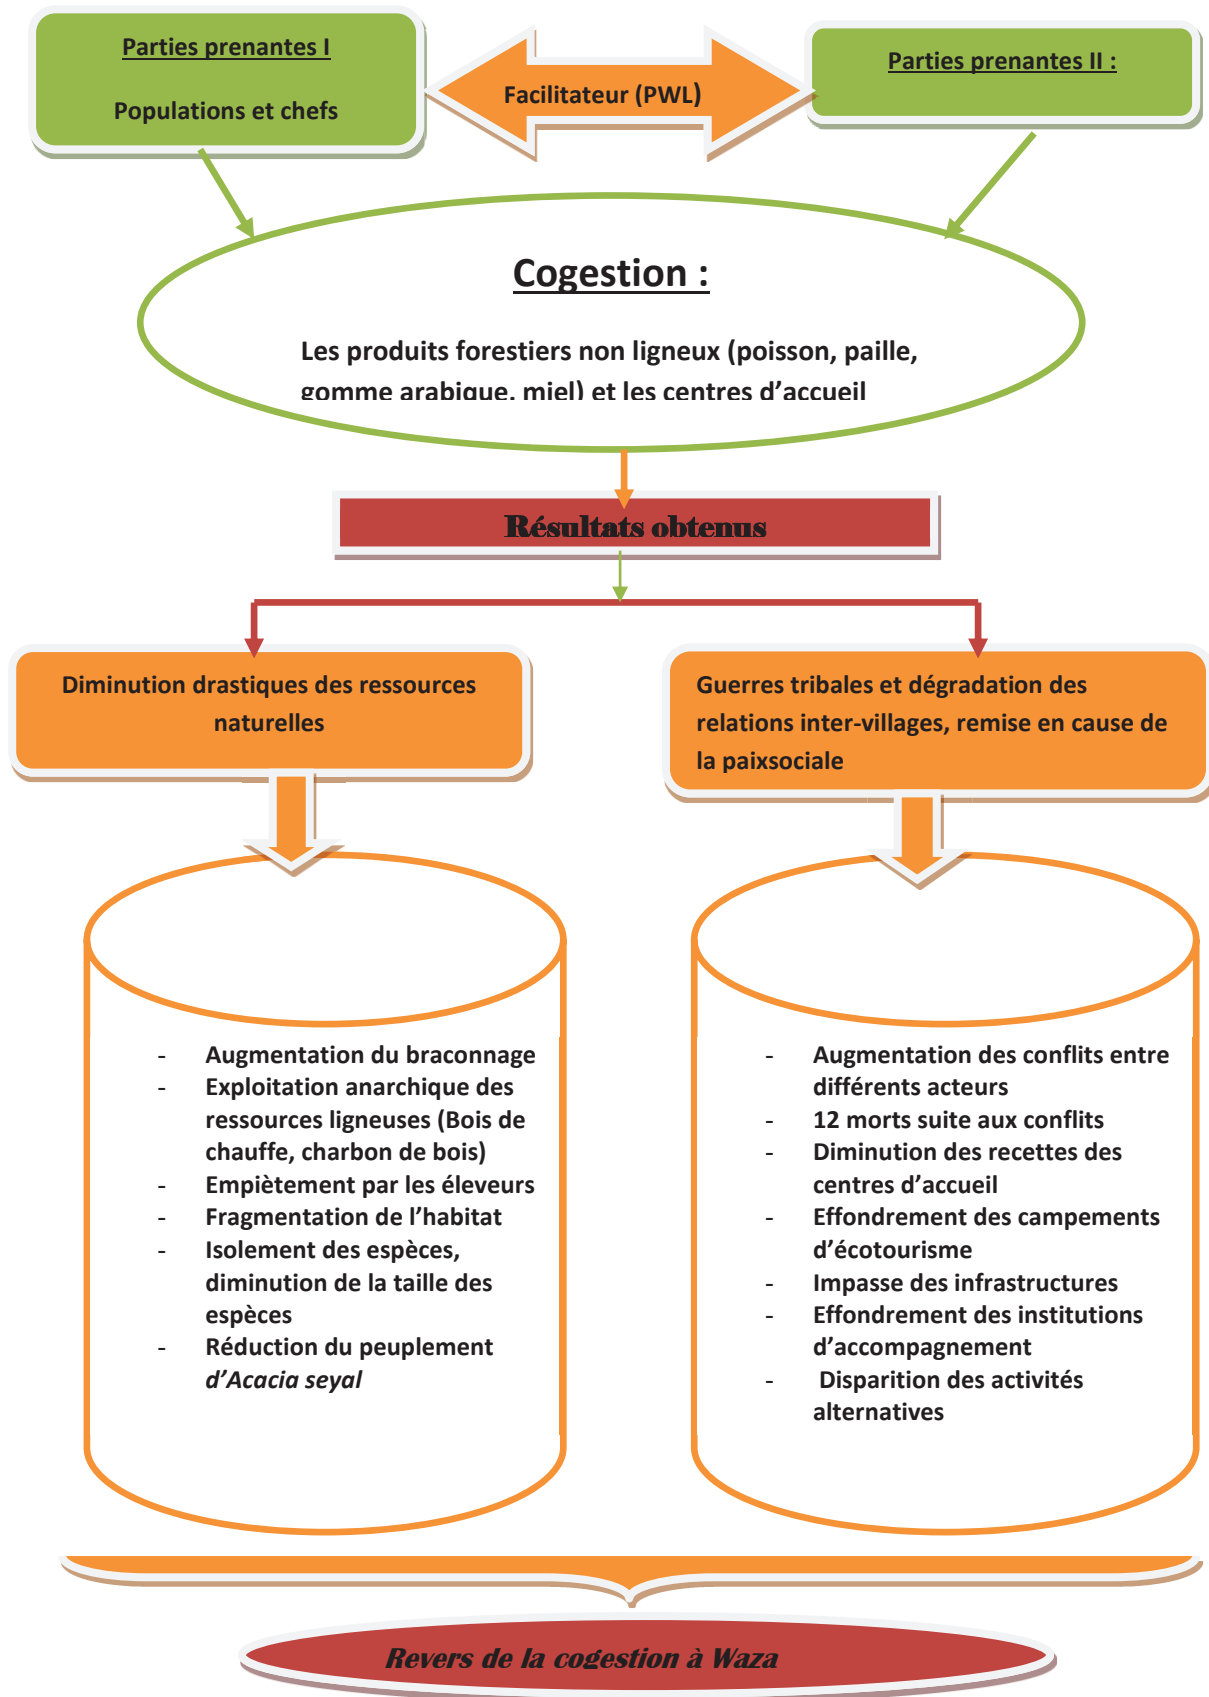 Parties prenantes I
Populations et chefs
Facilitateur (PWL)
Parties prenantes II :
Cogestion :
Les produits forestiers non ligneux (poisson, paille,
gomme arabique, miel) et les centres d’accueil
Résultats obtenus
Diminution drastiques des ressources
naturelles
Guerres tribales et dégradation des
relations inter-villages, remise en cause de
la paixsociale
- Augmentation du braconnage
- Exploitation anarchique des
ressources ligneuses (Bois de
chauffe, charbon de bois)
- Empiètement par les éleveurs
- Fragmentation de l’habitat
- Isolement des espèces,
diminution de la taille des
espèces
- Réduction du peuplement
d’Acacia seyal
- Augmentation des conflits entre
différents acteurs
- 12 morts suite aux conflits
- Diminution des recettes des
centres d’accueil
- Effondrement des campements
d’écotourisme
- Impasse des infrastructures
- Effondrement des institutions
d’accompagnement
- Disparition des activités
alternatives
Revers de la cogestion à Waza